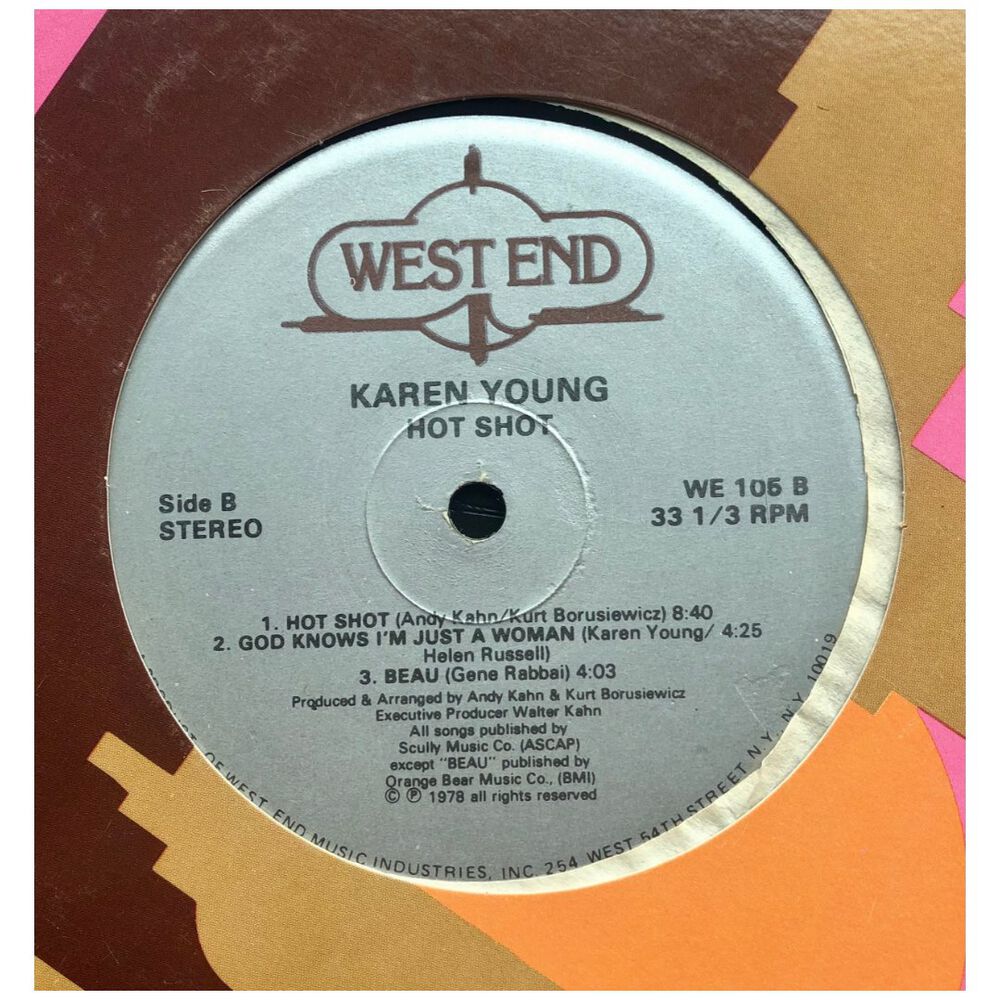 WEST END
KAREN YOUNG
HOT SHOT
Side B
STEREO
WE 105 B
33 1/3 RPM
1. HOT SHOT (Andy Kahn/Kurt Borusiewicz) 8:40
2. GOD KNOWS I'M JUST A WOMAN (Karen Young/ 4:25
Helen Russell)
3. BEAU (Gene Rabbai) 4:03
Produced & Arranged by Andy Kahn & Kurt Borusiewicz
Executive Producer Walter Kahn
All songs published by
Scully Music Co. (ASCAP)
except "BEAU" published by
Orange Bear Music Co., (BMI)
© ℗ 1978 all rights reserved
OF WEST END MUSIC INDUSTRIES, INC. 254 WEST 54TH STREET N.Y., N.Y. 10019